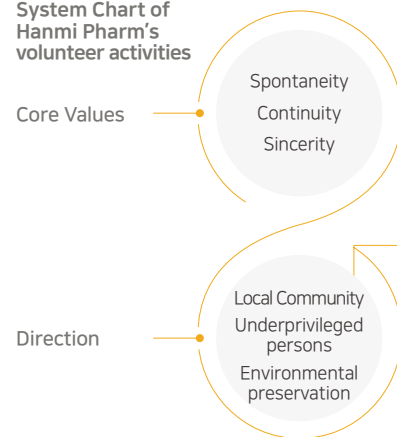 System Chart of
Hanmi Pharm's
volunteer activities
Core Values
Spontaneity
Continuity
Sincerity
Direction
Local Community
Underprivileged
persons
Environmental
preservation